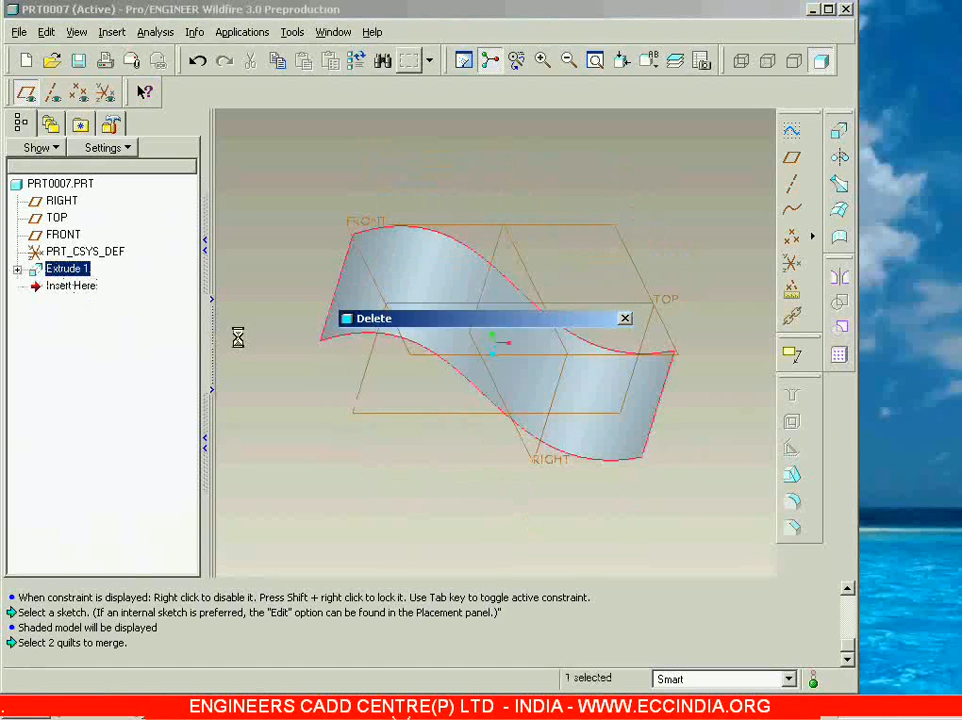 PRT0007 (Active) - Pro/ENGINEER Wildfire 3.0 Preproduction
File Edit View Insert Analysis Info Applications Tools Window Help
Show Settings
PRT0007.PRT
RIGHT
TOP
FRONT
PRT_CSYS_DEF
Extrude 1
Insert Here
FRONT
TOP
Delete
RIGHT
When constraint is displayed: Right click to disable it. Press Shift + right click to lock it. Use Tab key to toggle active constraint.
Select a sketch. (If an internal sketch is preferred, the "Edit" option can be found in the Placement panel.)"
Shaded model will be displayed
Select 2 quilts to merge.
1 selected Smart
ENGINEERS CADD CENTRE(P) LTD - INDIA - WWW.ECCINDIA.ORG